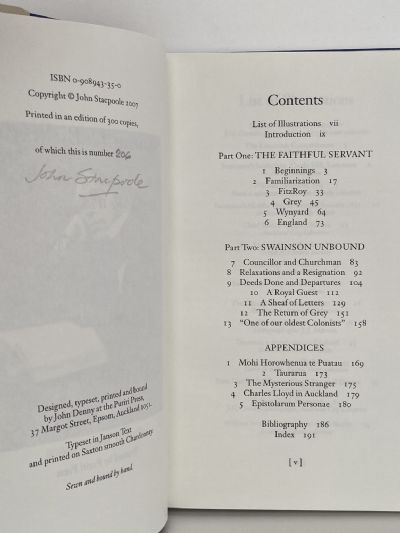 ISBN 0-908943-35-0
Copyright © John Stacpoole 2007
Printed in an edition of 300 copies,
of which this is number 206
John Stacpoole
Designed, typeset, printed and bound
by John Denny at the Puriri Press,
37 Margot Street, Epsom, Auckland 1051.
Typeset in Janson Text
and printed on Saxton smooth Chardonnay
Sewn and bound by hand.
Contents
List of Illustrations vii
Introduction ix
Part One: THE FAITHFUL SERVANT
1 Beginnings 3
2 Familiarization 17
3 FitzRoy 33
4 Grey 45
5 Wynyard 64
6 England 73
Part Two: SWAINSON UNBOUND
7 Councillor and Churchman 83
8 Relaxations and a Resignation 92
9 Deeds Done and Departures 104
10 A Royal Guest 112
11 A Sheaf of Letters 129
12 The Return of Grey 151
13 “One of our oldest Colonists” 158
APPENDICES
1 Mohi Horowhenua te Puatau 169
2 Taurarua 173
3 The Mysterious Stranger 175
4 Charles Lloyd in Auckland 179
5 Epistolarum Personae 180
Bibliography 186
Index 191
[ v ]